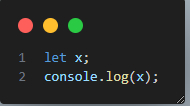 1 let x;
2 console.log(x);